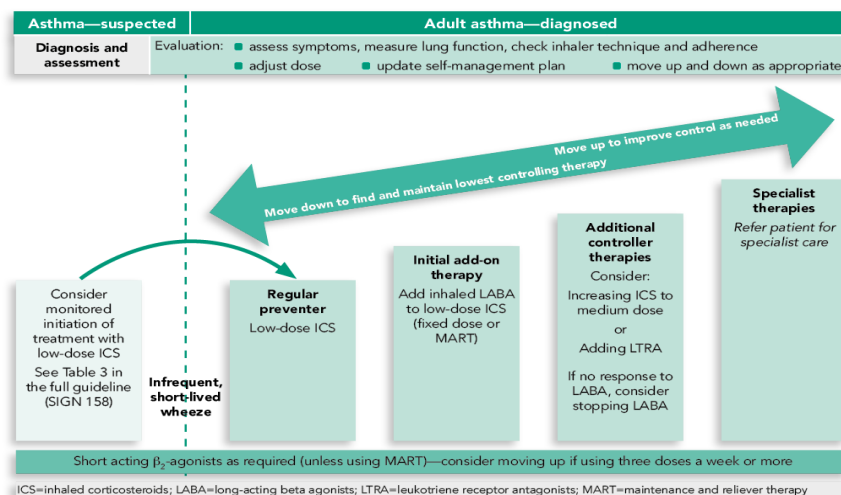 Asthma—suspected
Adult asthma—diagnosed
Diagnosis and
assessment
Evaluation: ■ assess symptoms, measure lung function, check inhaler technique and adherence
■ adjust dose ■ update self-management plan ■ move up and down as appropriate
Move up to improve control as needed
Move down to find and maintain lowest controlling therapy
Consider
monitored
initiation of
treatment with
low-dose ICS
See Table 3 in
the full guideline
(SIGN 158)
Infrequent,
short-lived
wheeze
Regular
preventer
Low-dose ICS
Initial add-on
therapy
Add inhaled LABA
to low-dose ICS
(fixed dose or
MART)
Additional
controller
therapies
Consider:
Increasing ICS to
medium dose
or
Adding LTRA
If no response to
LABA, consider
stopping LABA
Specialist
therapies
Refer patient for
specialist care
Short acting β₂-agonists as required (unless using MART)—consider moving up if using three doses a week or more
ICS=inhaled corticosteroids; LABA=long-acting beta agonists; LTRA=leukotriene receptor antagonists; MART=maintenance and reliever therapy